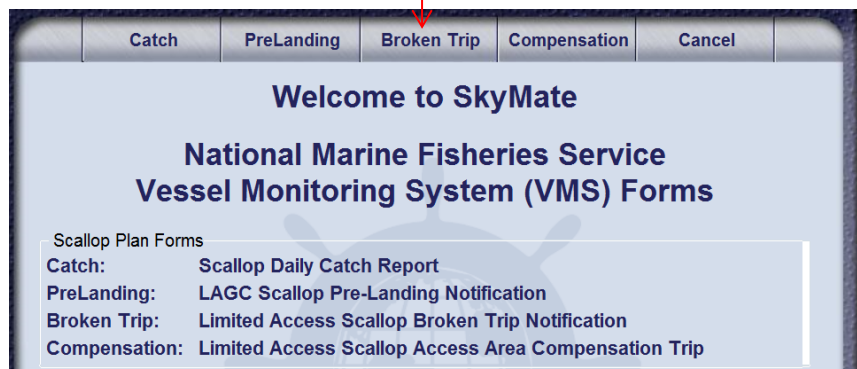 Catch PreLanding Broken Trip Compensation Cancel
Welcome to SkyMate
National Marine Fisheries Service
Vessel Monitoring System (VMS) Forms
Scallop Plan Forms
Catch: Scallop Daily Catch Report
PreLanding: LAGC Scallop Pre-Landing Notification
Broken Trip: Limited Access Scallop Broken Trip Notification
Compensation: Limited Access Scallop Access Area Compensation Trip